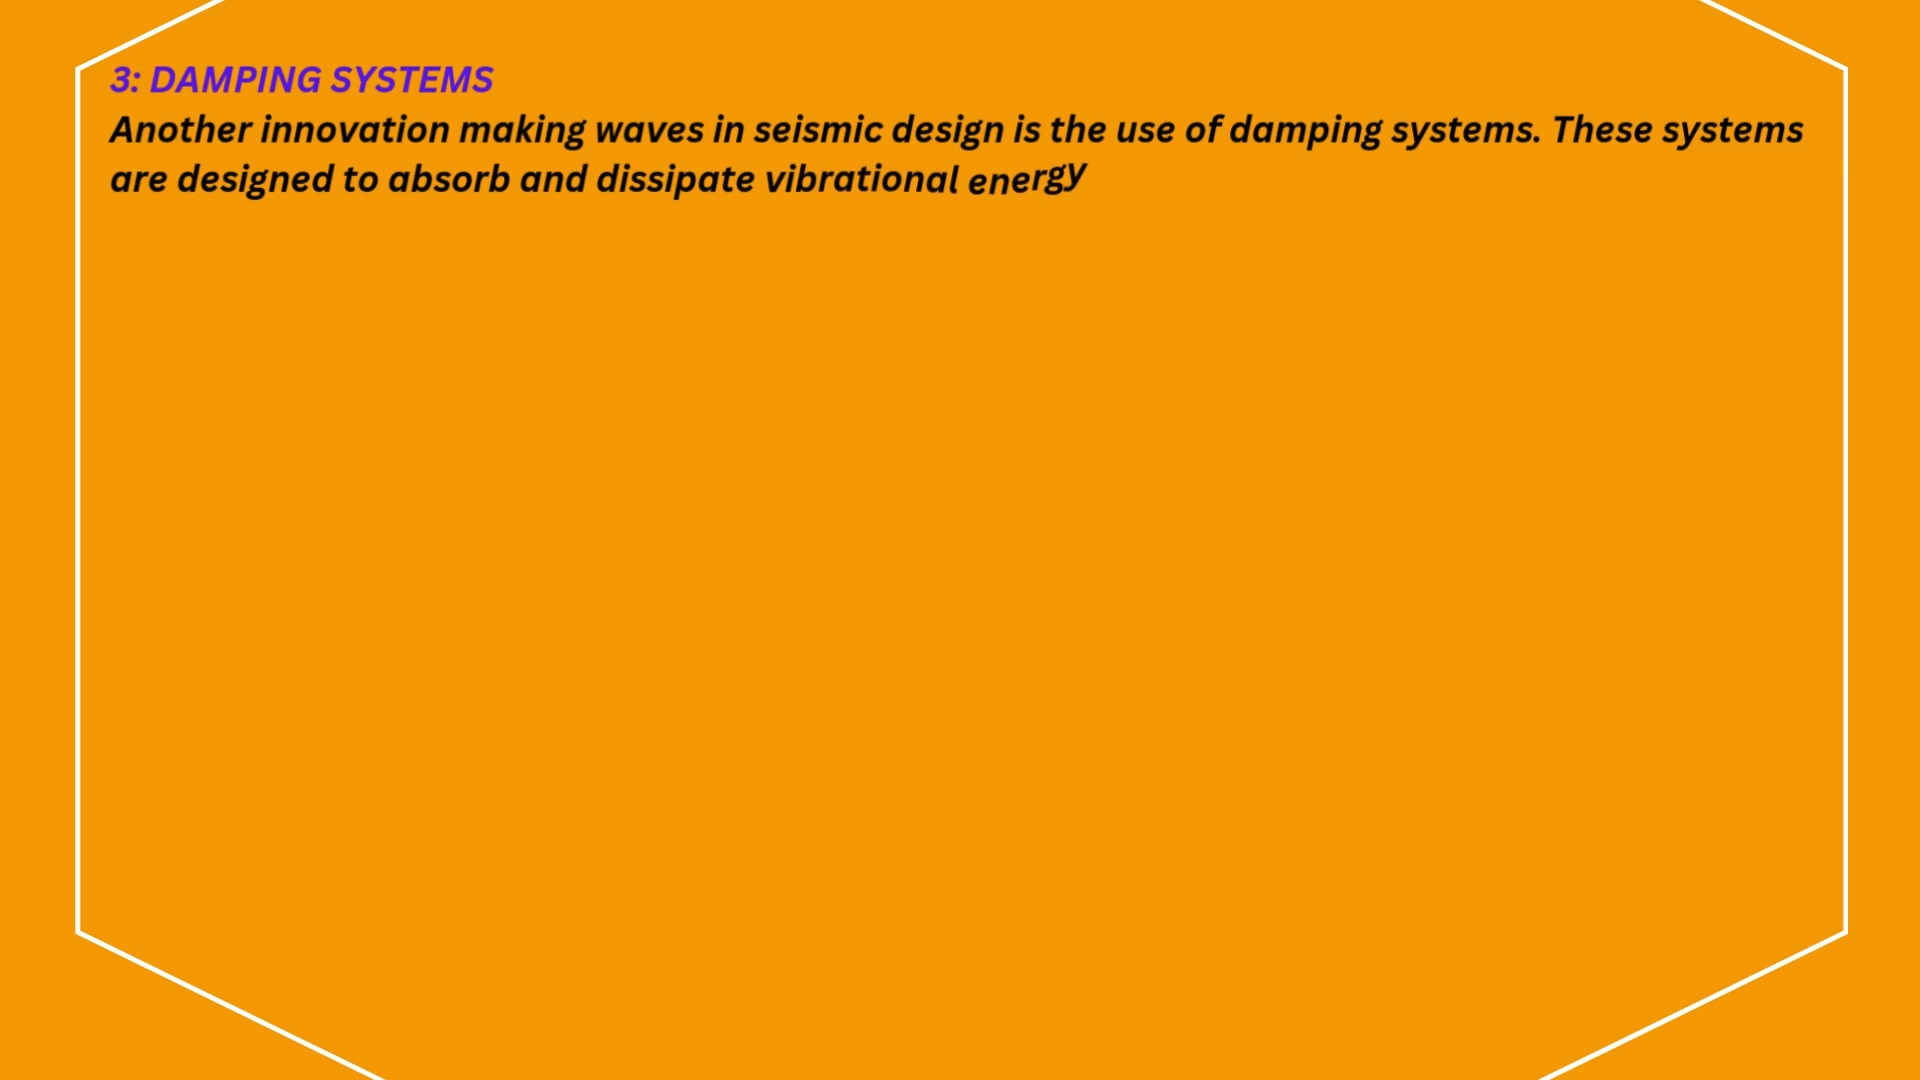 3: DAMPING SYSTEMS
Another innovation making waves in seismic design is the use of damping systems. These systems
are designed to absorb and dissipate vibrational energy